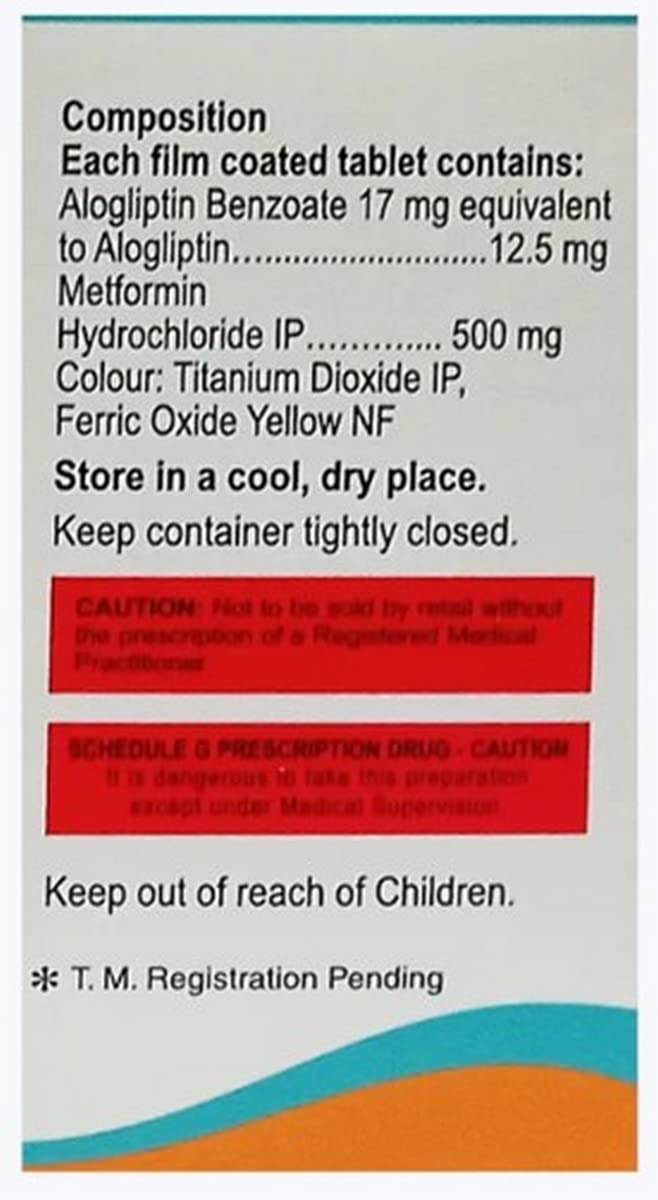 Composition
Each film coated tablet contains:
Alogliptin Benzoate 17 mg equivalent
to Alogliptin............................12.5 mg
Metformin
Hydrochloride IP............. 500 mg
Colour: Titanium Dioxide IP,
Ferric Oxide Yellow NF
Store in a cool, dry place.
Keep container tightly closed.
CAUTION: Not to be sold by retail without
the prescription of a Registered Medical
Practitioner
SCHEDULE G PRESCRIPTION DRUG - CAUTION
It is dangerous to take this preparation
except under Medical Supervision
Keep out of reach of Children.
* T. M. Registration Pending